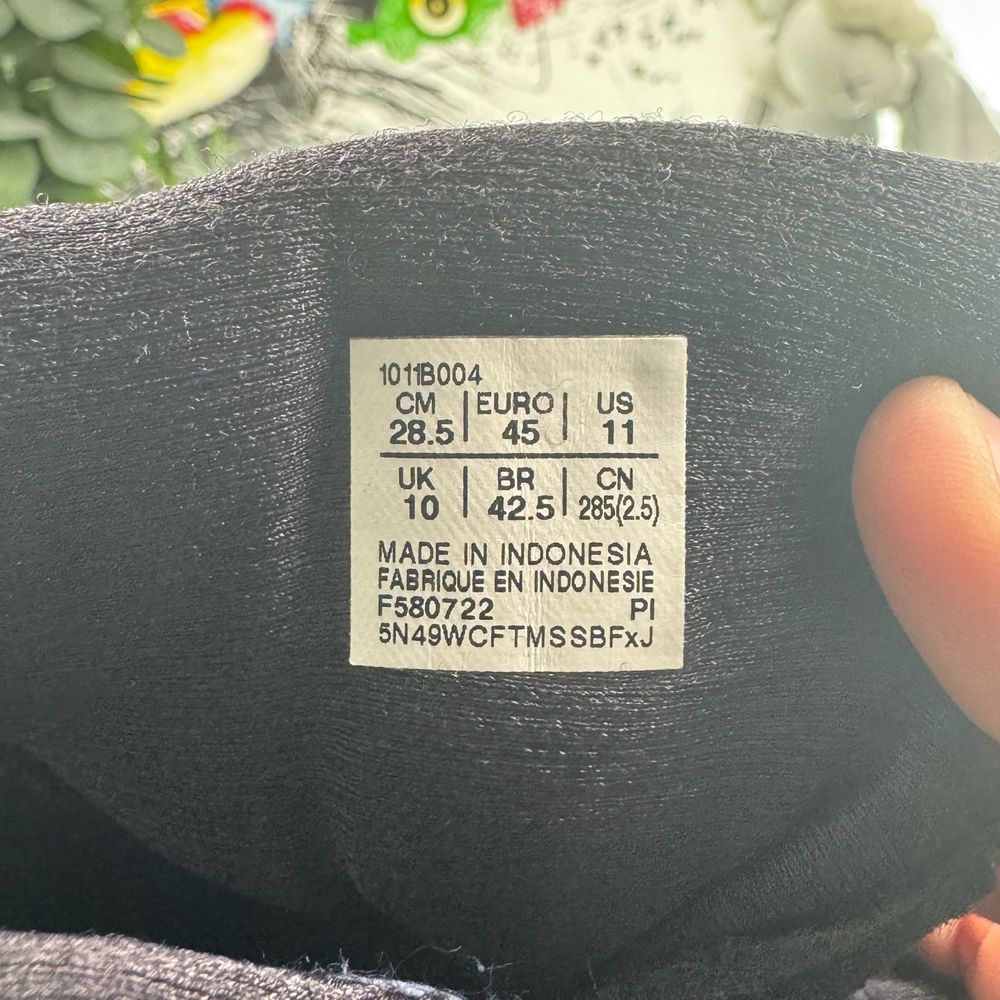 1011B004
CM | EURO | US
28.5 | 45 | 11
UK | BR | CN
10 | 42.5 | 285(2.5)
MADE IN INDONESIA
FABRIQUE EN INDONESIE
F580722 PI
5N49WCFTMSSBFxJ